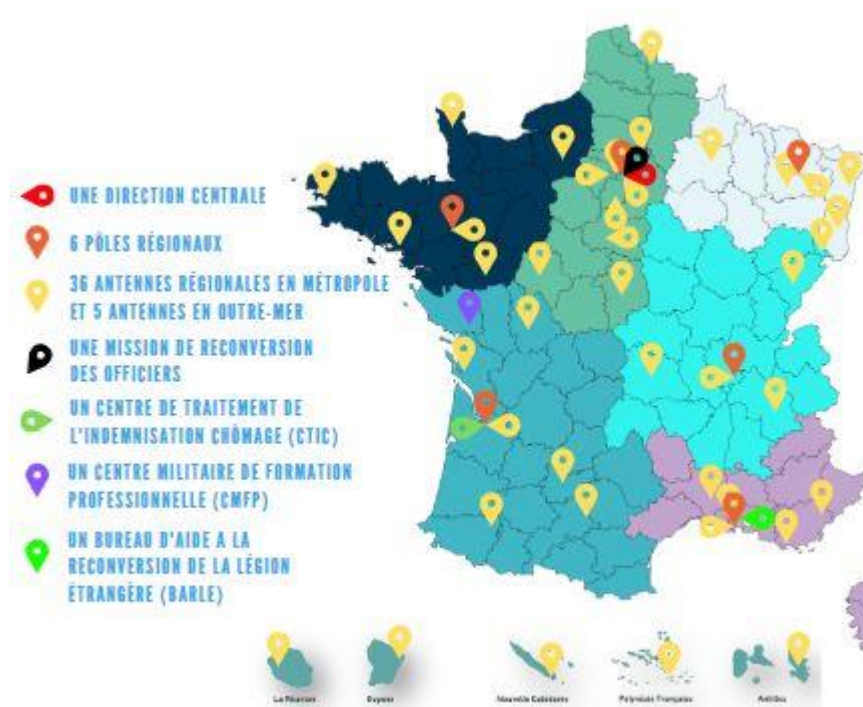 UNE DIRECTION CENTRALE
6 PÔLES RÉGIONAUX
36 ANTENNES RÉGIONALES EN MÉTROPOLE
ET 5 ANTENNES EN OUTRE-MER
UNE MISSION DE RECONVERSION
DES OFFICIERS
UN CENTRE DE TRAITEMENT DE
L'INDEMNISATION CHÔMAGE (CTIC)
UN CENTRE MILITAIRE DE FORMATION
PROFESSIONNELLE (CMFP)
UN BUREAU D'AIDE A LA
RECONVERSION DE LA LÉGION
ÉTRANGÈRE (BARLE)
La Réunion
Guyane
Nouvelle Calédonie
Polynésie Française
Antilles